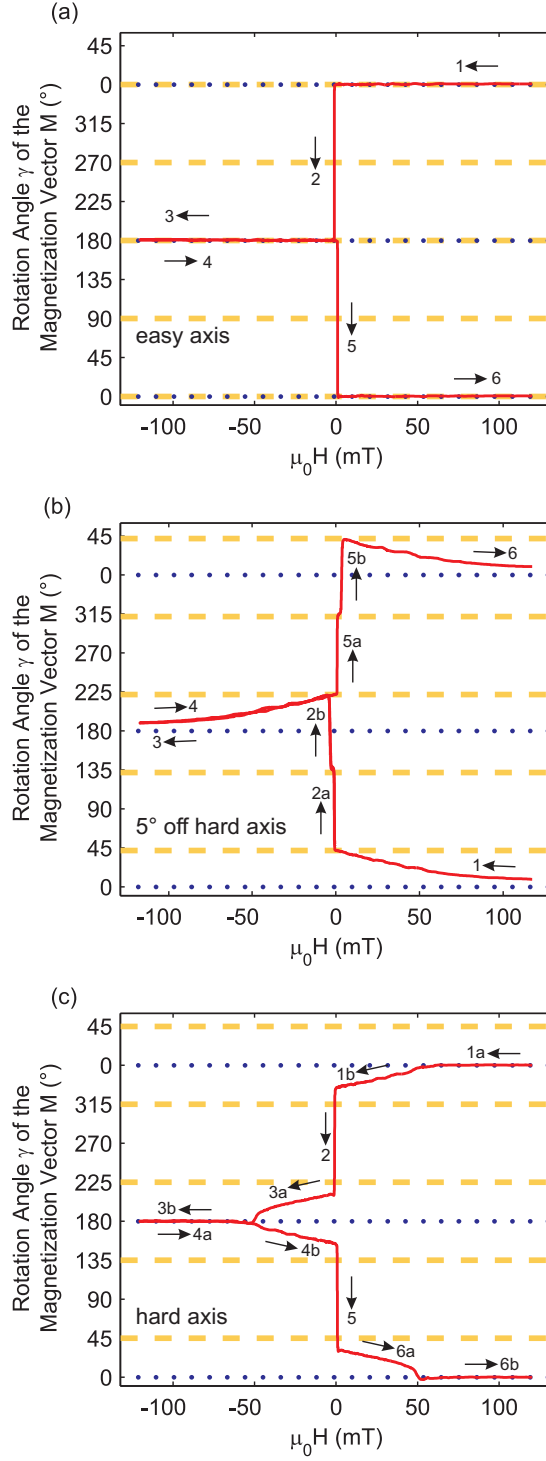 (a)
Rotation Angle γ of the
Magnetization Vector M (°)
45
0
315
270
225
180
135
90
45
0
1
2
3
4
5
6
easy axis
-100 -50 0 50 100
μ0H (mT)
(b)
Rotation Angle γ of the
Magnetization Vector M (°)
45
0
315
270
225
180
135
90
45
0
6
5b
5a
4
3
2b
2a
1
5° off hard axis
-100 -50 0 50 100
μ0H (mT)
(c)
Rotation Angle γ of the
Magnetization Vector M (°)
45
0
315
270
225
180
135
90
45
0
1a
1b
2
3a
3b
4a
4b
5
6a
6b
hard axis
-100 -50 0 50 100
μ0H (mT)